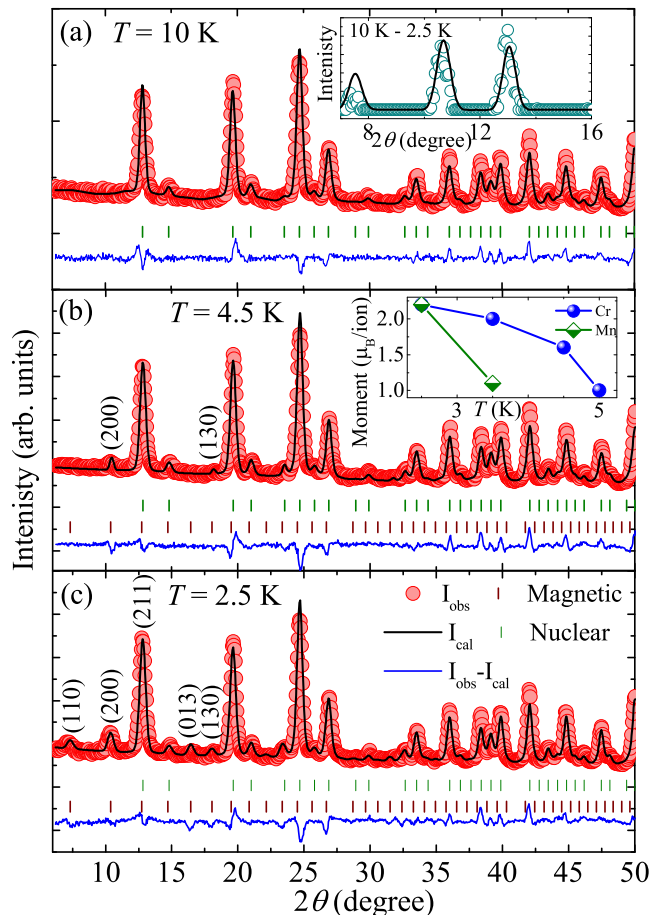 (a) T = 10 K
10 K - 2.5 K
Intenisty
8 12 16
2θ (degree)
(b) T = 4.5 K
Moment (μB/ion)
2.0
1.5
1.0
Cr
Mn
3 T (K) 5
(200)
(130)
Intenisty (arb. units)
(c) T = 2.5 K
(110)
(200)
(211)
(013)
(130)
Iobs Magnetic
Ical Nuclear
Iobs-Ical
10 15 20 25 30 35 40 45 50
2θ (degree)